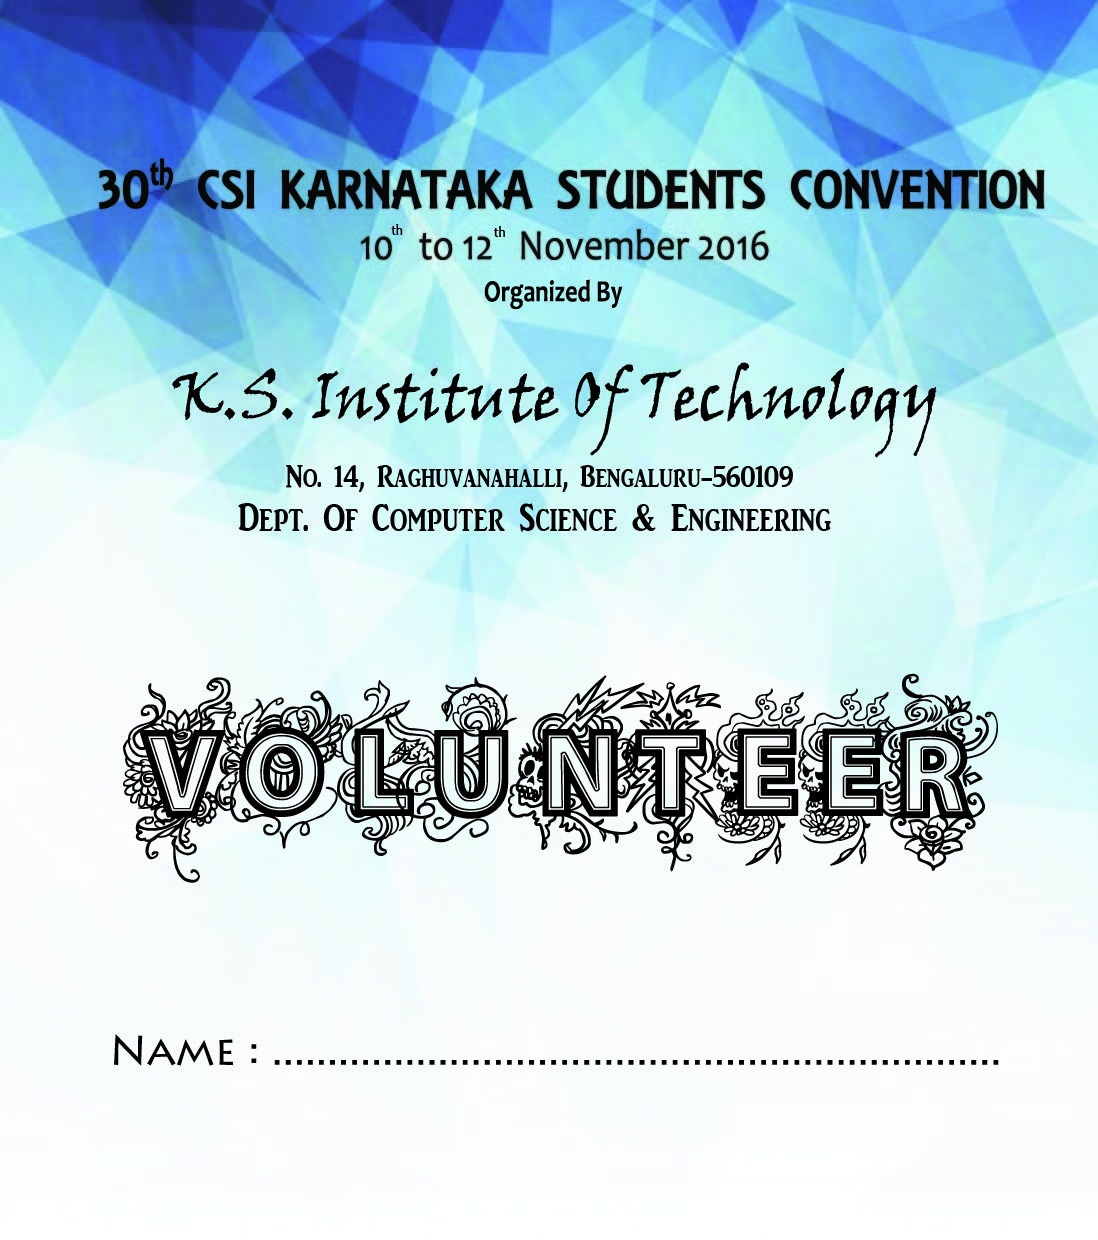 30th CSI KARNATAKA STUDENTS CONVENTION
10th to 12th November 2016
Organized By
K.S. Institute Of Technology
No. 14, Raghuvanahalli, Bengaluru-560109
Dept. Of Computer Science & Engineering
VOLUNTEER
Name : ..................................................................